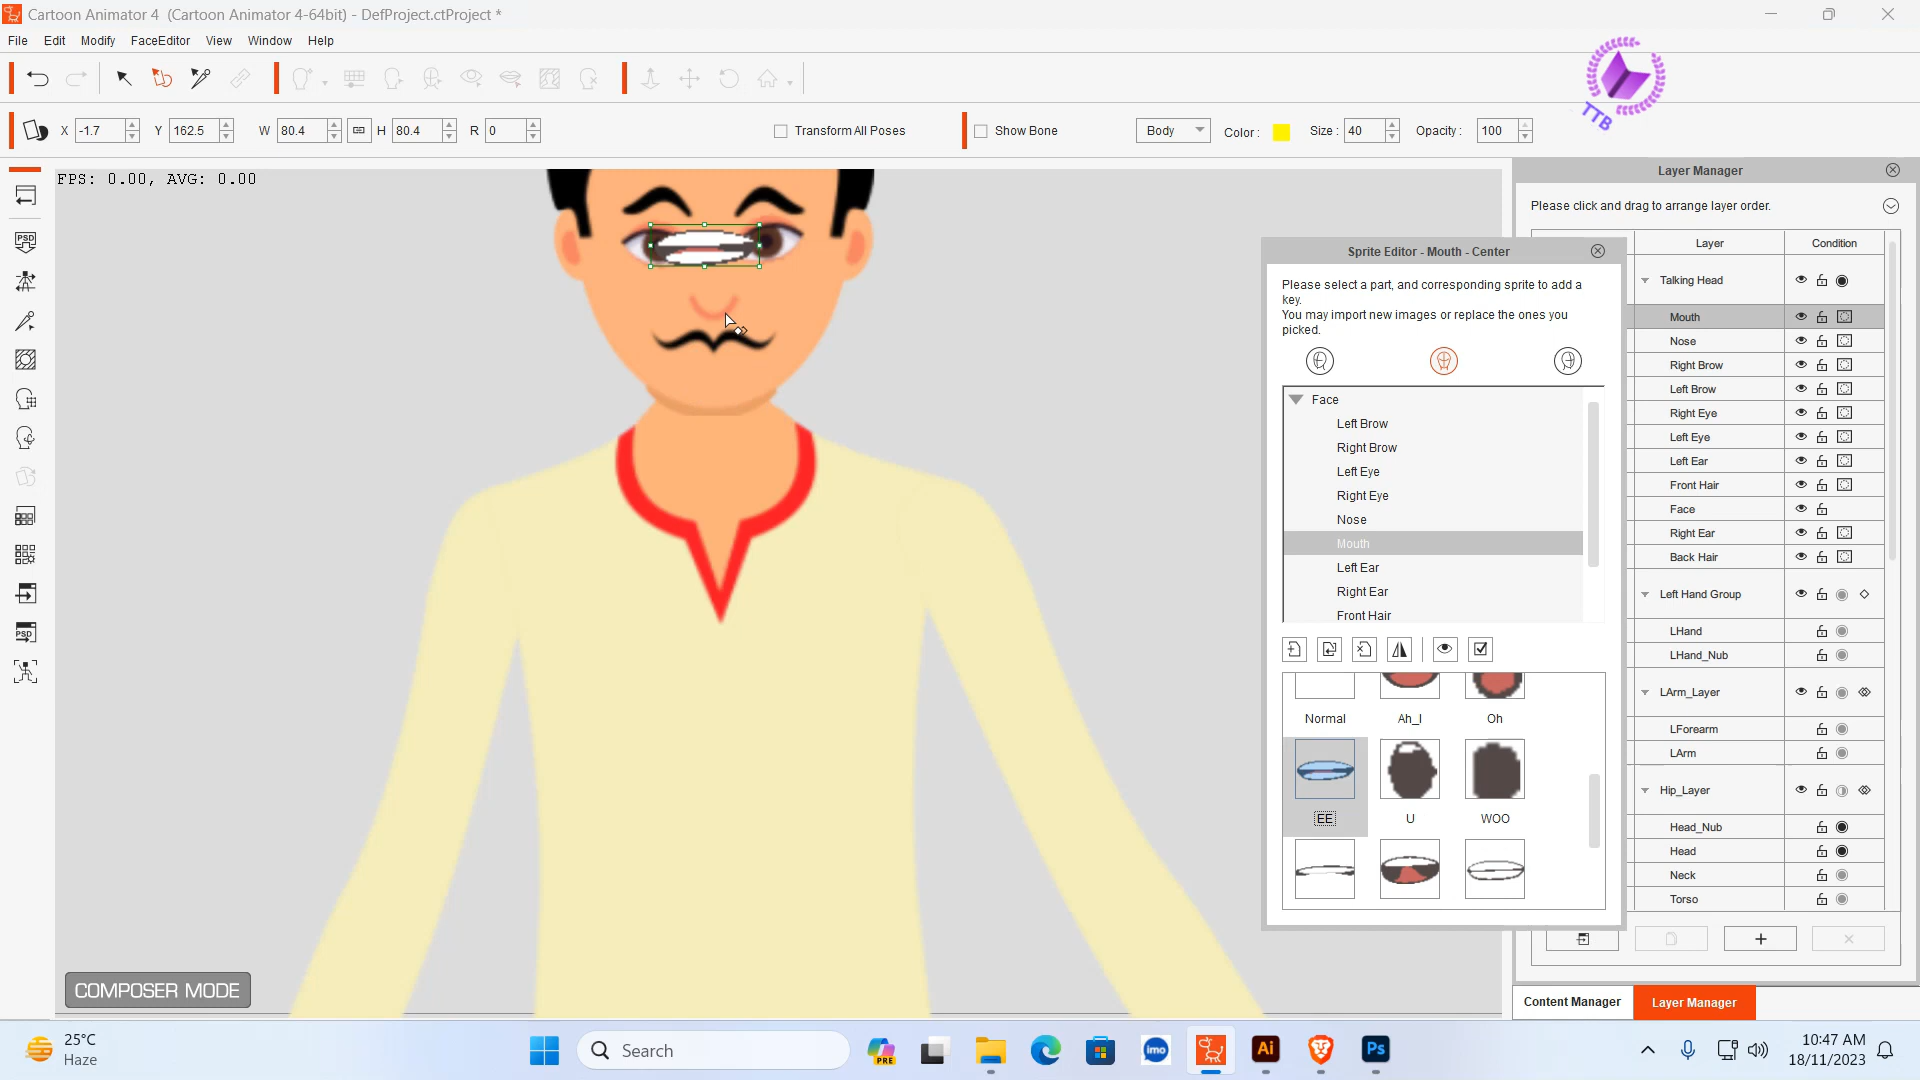 Cartoon Animator 4  (Cartoon Animator 4-64bit) - DefProject.ctProject *
File Edit Modify FaceEditor View Window Help
TTB
X -1.7 Y 162.5 W 80.4 H 80.4 R 0 Transform All Poses Show Bone Body Color : Size : 40 Opacity : 100
FPS: 0.00, AVG: 0.00
COMPOSER MODE
Sprite Editor - Mouth - Center
Please select a part, and corresponding sprite to add a
key.
You may import new images or replace the ones you
picked.
Face
Left Brow
Right Brow
Left Eye
Right Eye
Nose
Mouth
Left Ear
Right Ear
Front Hair
Normal Ah_I Oh
EE U WOO
Layer Manager
Please click and drag to arrange layer order.
Layer Condition
Talking Head
Mouth
Nose
Right Brow
Left Brow
Right Eye
Left Eye
Left Ear
Front Hair
Face
Right Ear
Back Hair
Left Hand Group
LHand
LHand_Nub
LArm_Layer
LForearm
LArm
Hip_Layer
Head_Nub
Head
Neck
Torso
Content Manager Layer Manager
25°C
Haze
Search
PRE
imo
Ai
Ps
10:47 AM
18/11/2023
PSD
PSD